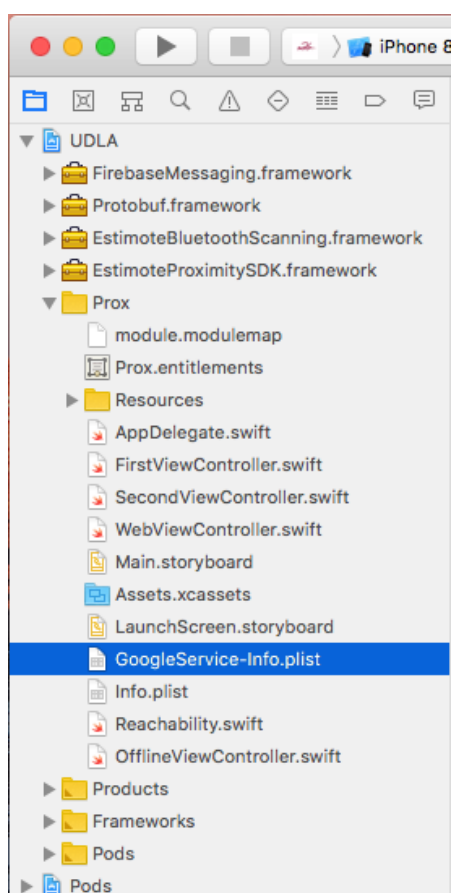 iPhone 8
UDLA
FirebaseMessaging.framework
Protobuf.framework
EstimoteBluetoothScanning.framework
EstimoteProximitySDK.framework
Prox
module.modulemap
Prox.entitlements
Resources
AppDelegate.swift
FirstViewController.swift
SecondViewController.swift
WebViewController.swift
Main.storyboard
Assets.xcassets
LaunchScreen.storyboard
GoogleService-Info.plist
Info.plist
Reachability.swift
OfflineViewController.swift
Products
Frameworks
Pods
Pods